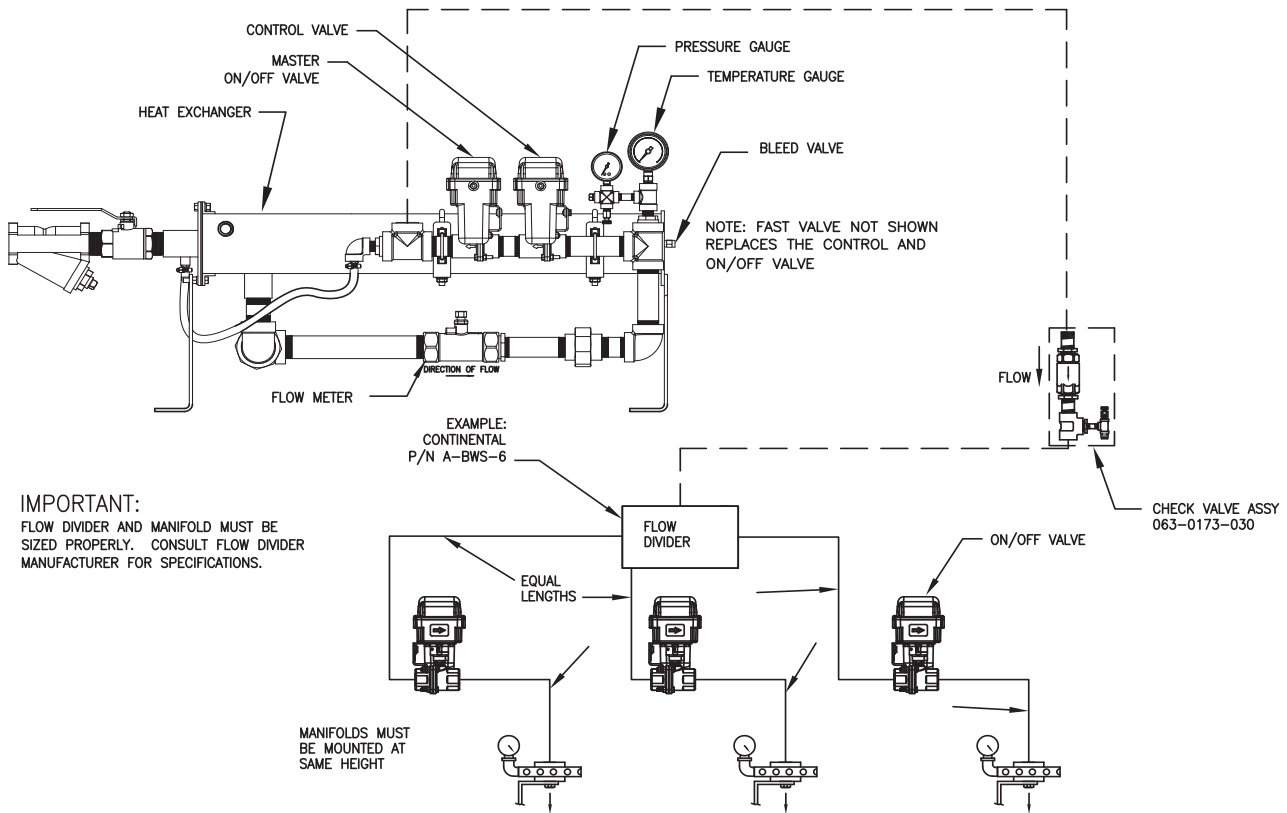 CONTROL VALVE
MASTER
ON/OFF VALVE
HEAT EXCHANGER
PRESSURE GAUGE
TEMPERATURE GAUGE
BLEED VALVE
NOTE: FAST VALVE NOT SHOWN
REPLACES THE CONTROL AND
ON/OFF VALVE
DIRECTION OF FLOW
FLOW METER
FLOW
EXAMPLE:
CONTINENTAL
P/N A-BWS-6
CHECK VALVE ASSY
063-0173-030
IMPORTANT:
FLOW DIVIDER AND MANIFOLD MUST BE
SIZED PROPERLY. CONSULT FLOW DIVIDER
MANUFACTURER FOR SPECIFICATIONS.
FLOW
DIVIDER
ON/OFF VALVE
EQUAL
LENGTHS
MANIFOLDS MUST
BE MOUNTED AT
SAME HEIGHT